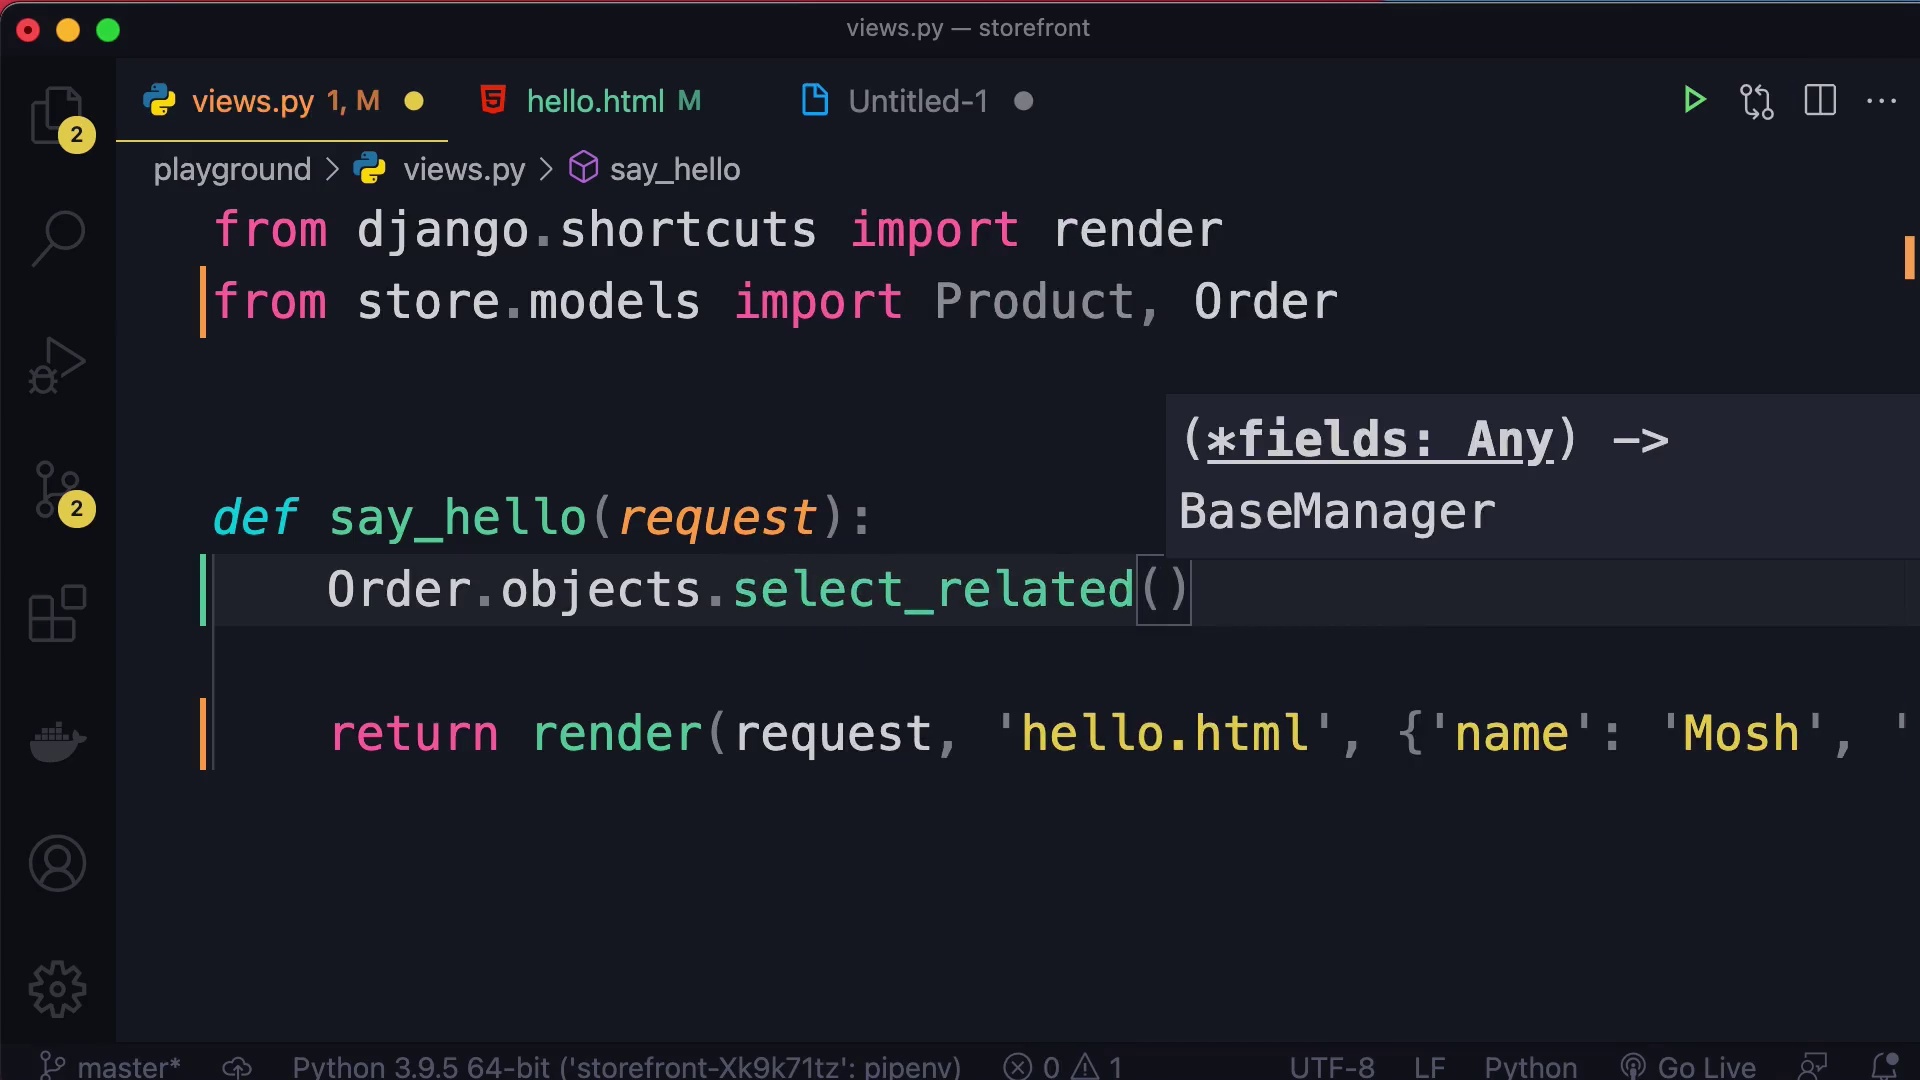 views.py — storefront
views.py 1, M
hello.html M
Untitled-1
2
playground > views.py > say_hello
from django.shortcuts import render
from store.models import Product, Order
(*fields: Any) —>
BaseManager
def say_hello(request):
Order.objects.select_related()
2
return render(request, 'hello.html', {'name': 'Mosh', '
master*
Python 3.9.5 64-bit ('storefront-Xk9k71tz': pipenv)
0
1
UTF-8
LF
Python
Go Live